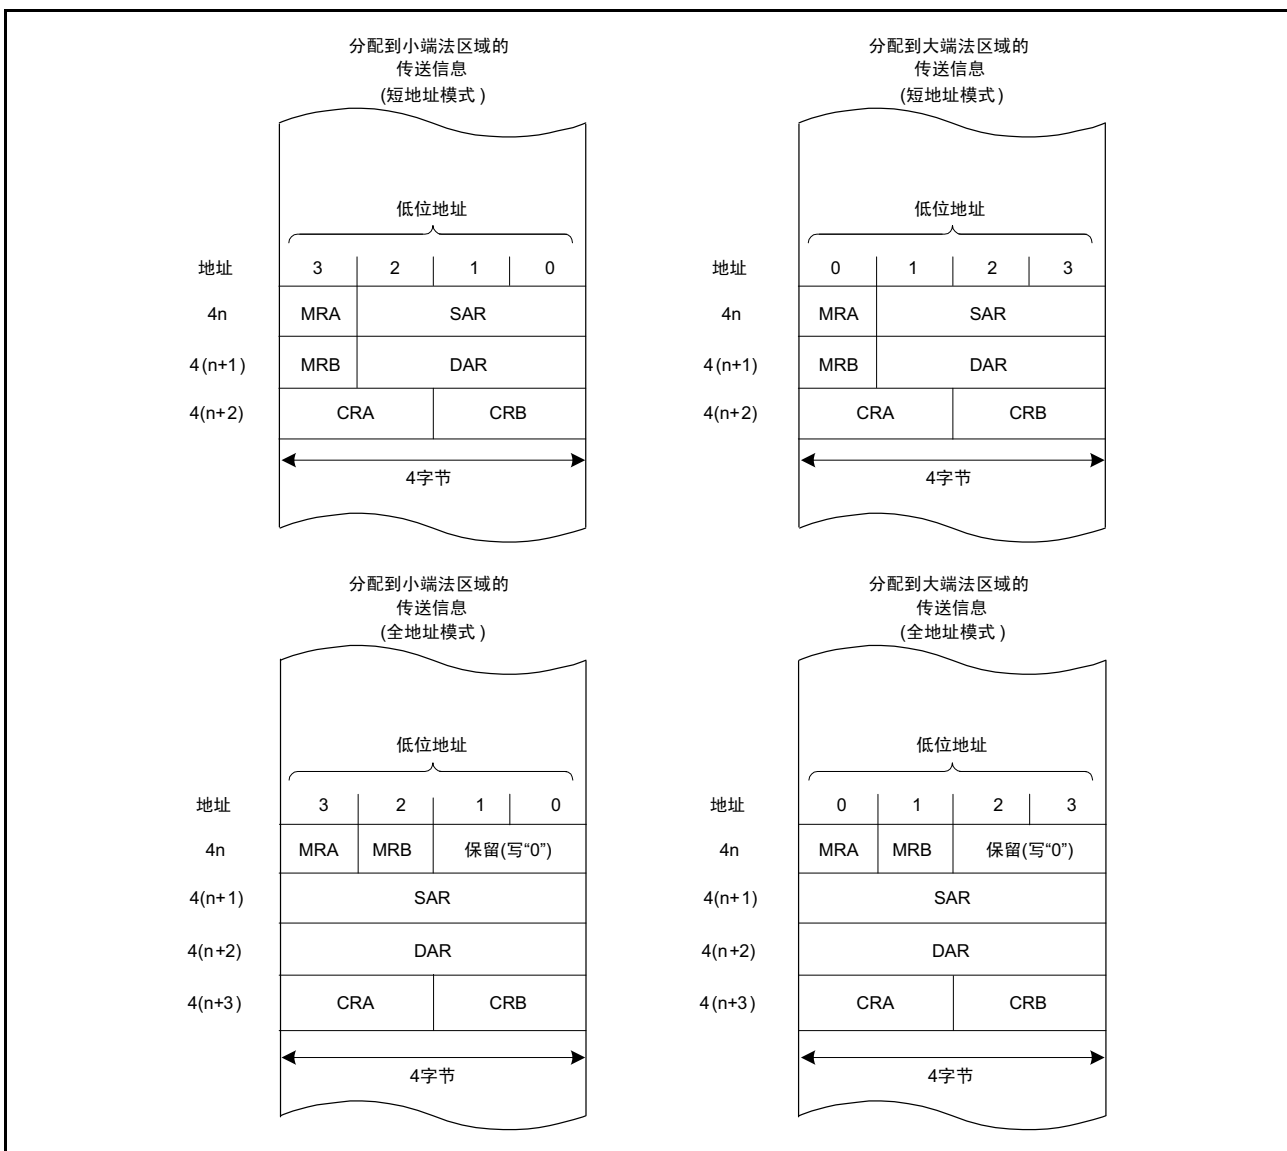 分配到小端法区域的
传送信息
(短地址模式 )
低位地址
地址 3 2 1 0
4n MRA SAR
4(n+1) MRB DAR
4(n+2) CRA CRB
4字节
分配到大端法区域的
传送信息
(短地址模式 )
低位地址
地址 0 1 2 3
4n MRA SAR
4(n+1) MRB DAR
4(n+2) CRA CRB
4字节
分配到小端法区域的
传送信息
(全地址模式 )
低位地址
地址 3 2 1 0
4n MRA MRB 保留(写“0”)
4(n+1) SAR
4(n+2) DAR
4(n+3) CRA CRB
4字节
分配到大端法区域的
传送信息
(全地址模式 )
低位地址
地址 0 1 2 3
4n MRA MRB 保留(写“0”)
4(n+1) SAR
4(n+2) DAR
4(n+3) CRA CRB
4字节